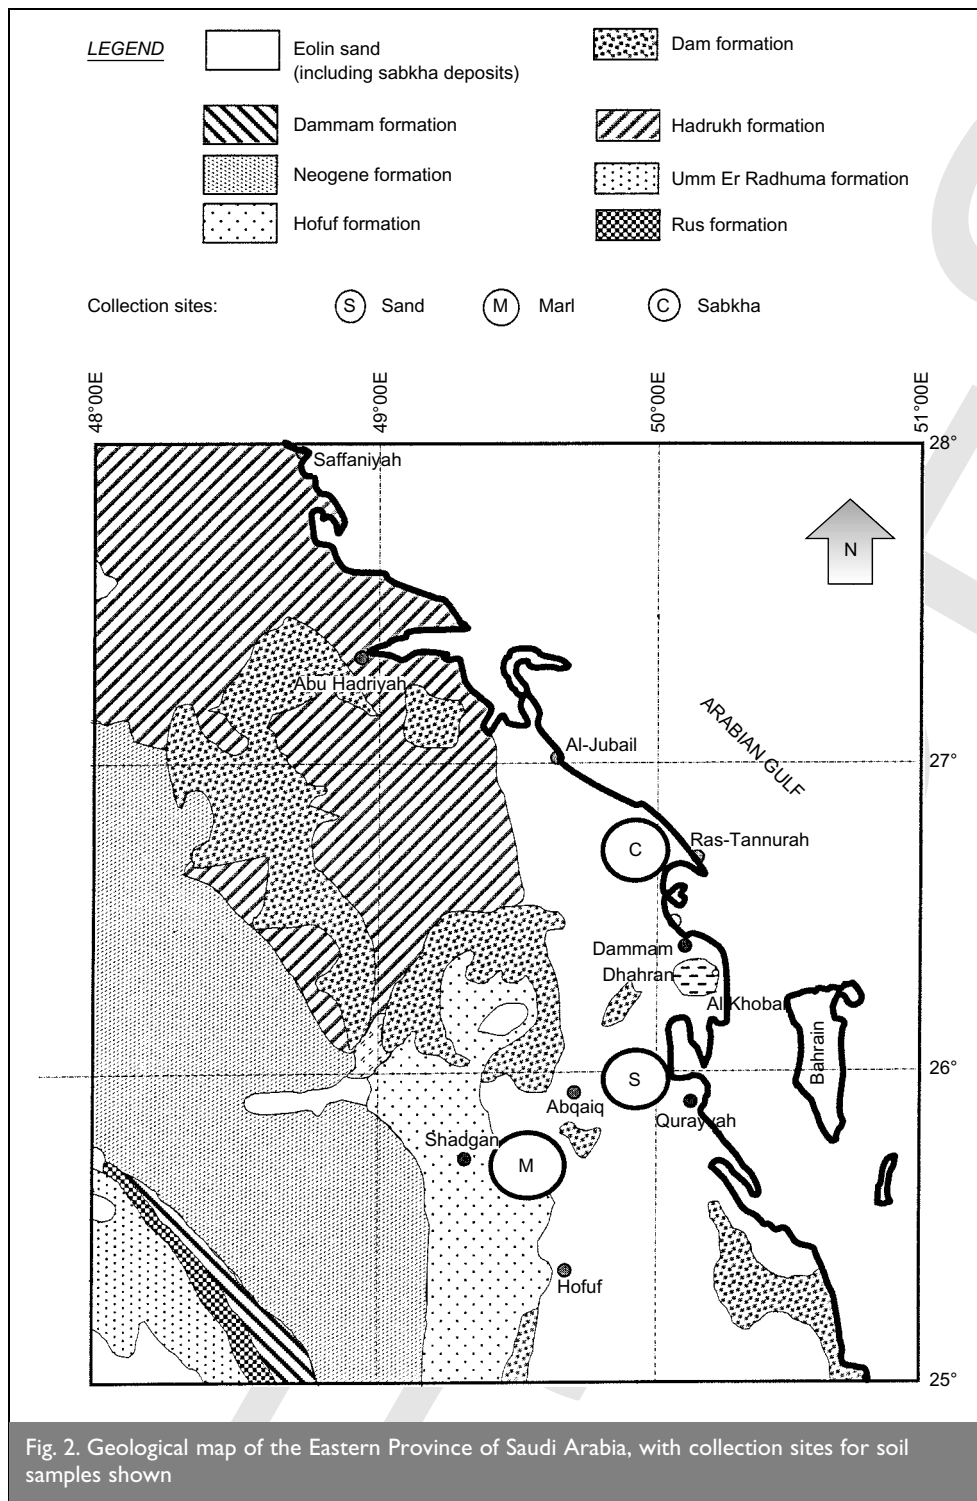 LEGEND
Eolin sand
(including sabkha deposits)
Dam formation
Dammam formation
Hadrukh formation
Neogene formation
Umm Er Radhuma formation
Hofuf formation
Rus formation
Collection sites:
S Sand
M Marl
C Sabkha
48°00E
49°00E
50°00E
51°00E
28°
Saffaniyah
N
Abu Hadriyah
ARABIAN GULF
Al-Jubail
27°
C
Ras-Tannurah
Dammam
Dhahran
Al Khobar
Bahrain
S
26°
Abqaiq
Qurayyah
Shadgan
M
Hofuf
25°
Fig. 2. Geological map of the Eastern Province of Saudi Arabia, with collection sites for soil
samples shown